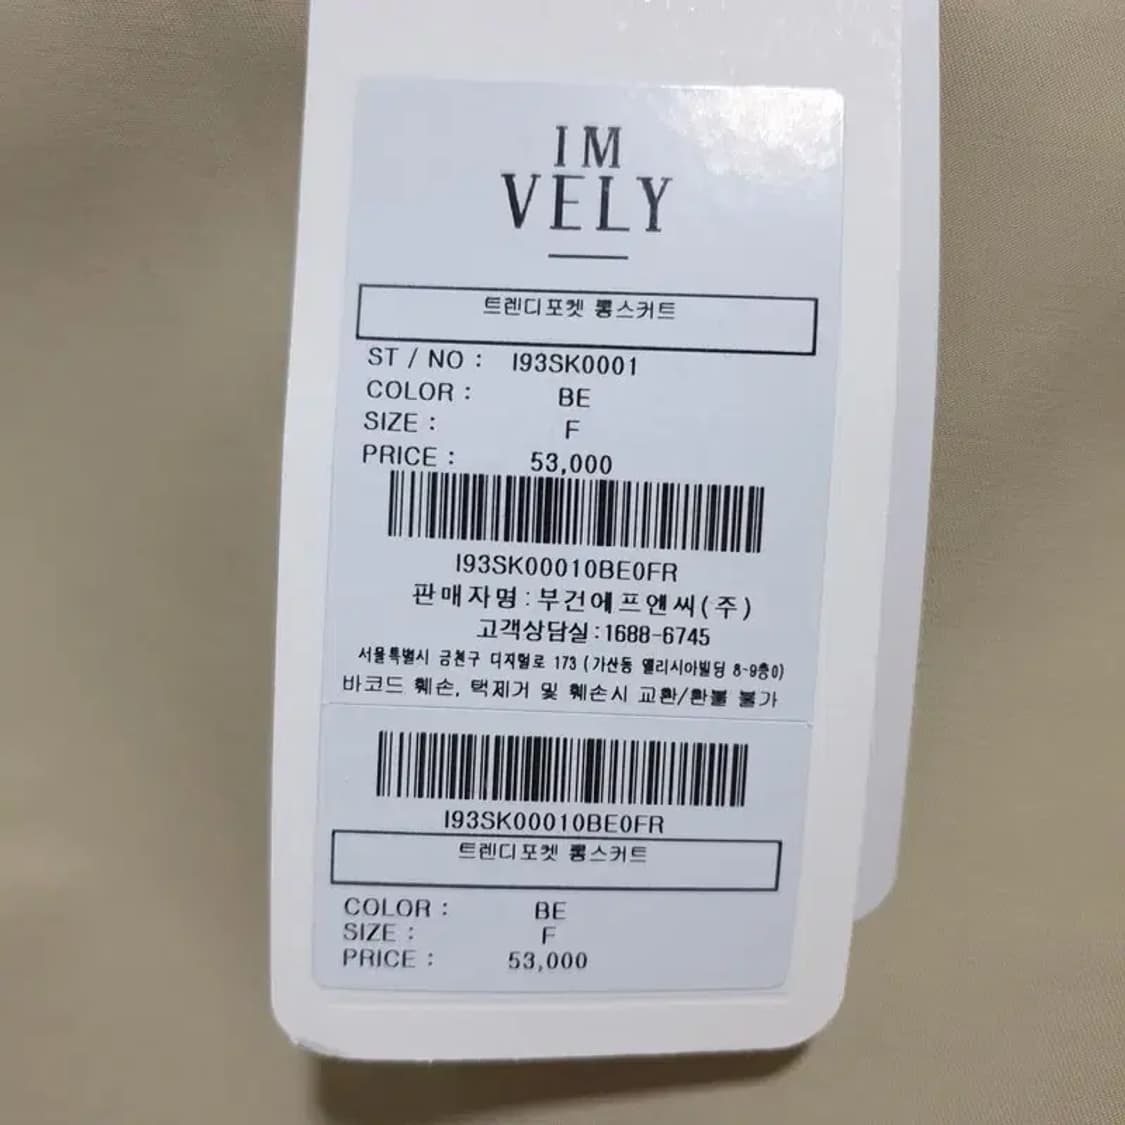 IM
VELY
트렌디포켓 롱스커트
ST / NO : I93SK0001
COLOR : BE
SIZE : F
PRICE : 53,000
I93SK00010BE0FR
판매자명:부건에프앤씨(주)
고객상담실:1688-6745
서울특별시 금천구 디지털로 173 (가산동 엘리시아빌딩 8-9층0)
바코드 훼손, 택제거 및 훼손시 교환/환불 불가
I93SK00010BE0FR
트렌디포켓 롱스커트
COLOR : BE
SIZE : F
PRICE : 53,000